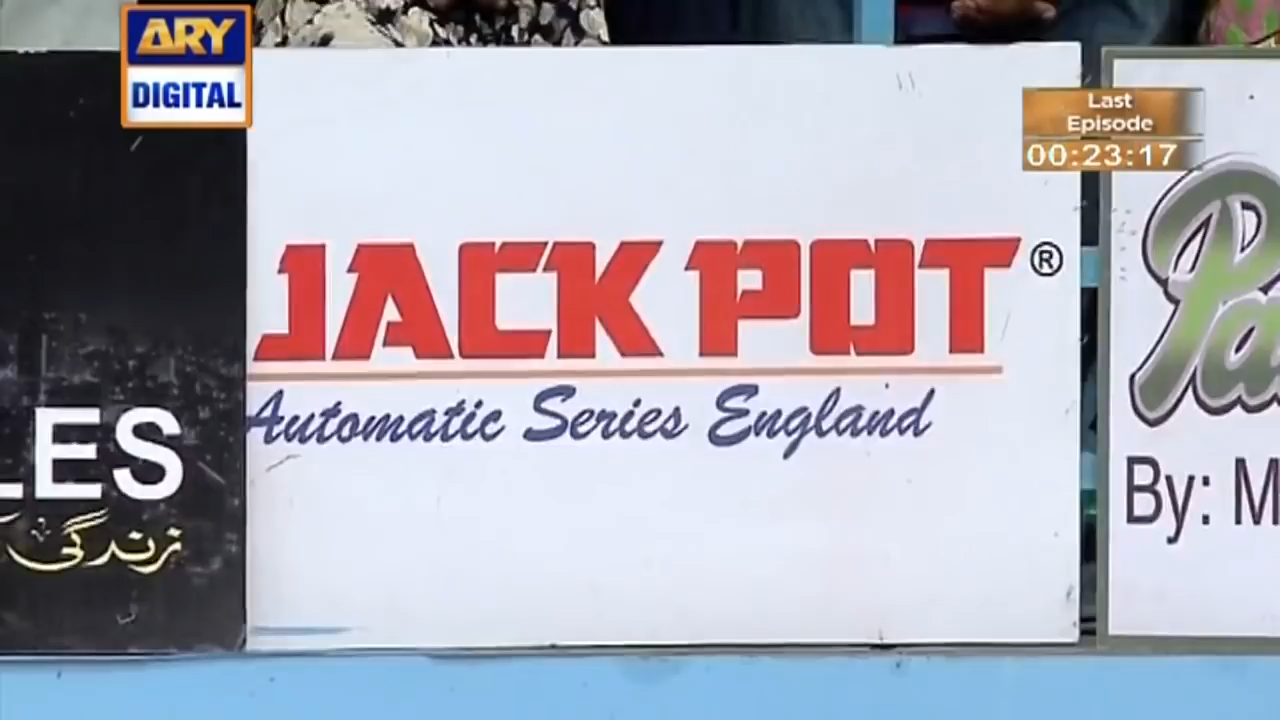 ARY
DIGITAL
Last
Episode
00:23:17
JACK POT ®
Automatic Series England
LES
زندگی
By: M